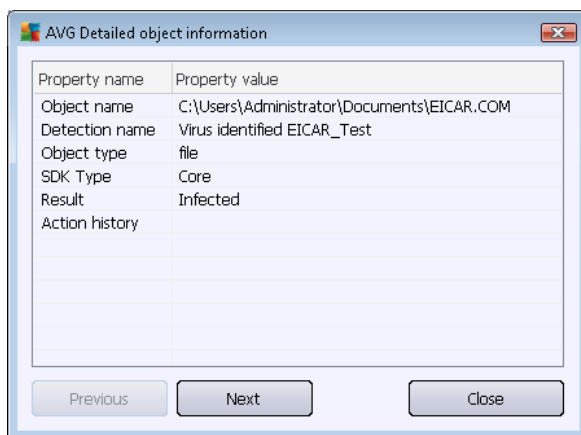 AVG Detailed object information
Property name Property value
Object name C:\Users\Administrator\Documents\EICAR.COM
Detection name Virus identified EICAR_Test
Object type file
SDK Type Core
Result Infected
Action history
Previous Next Close